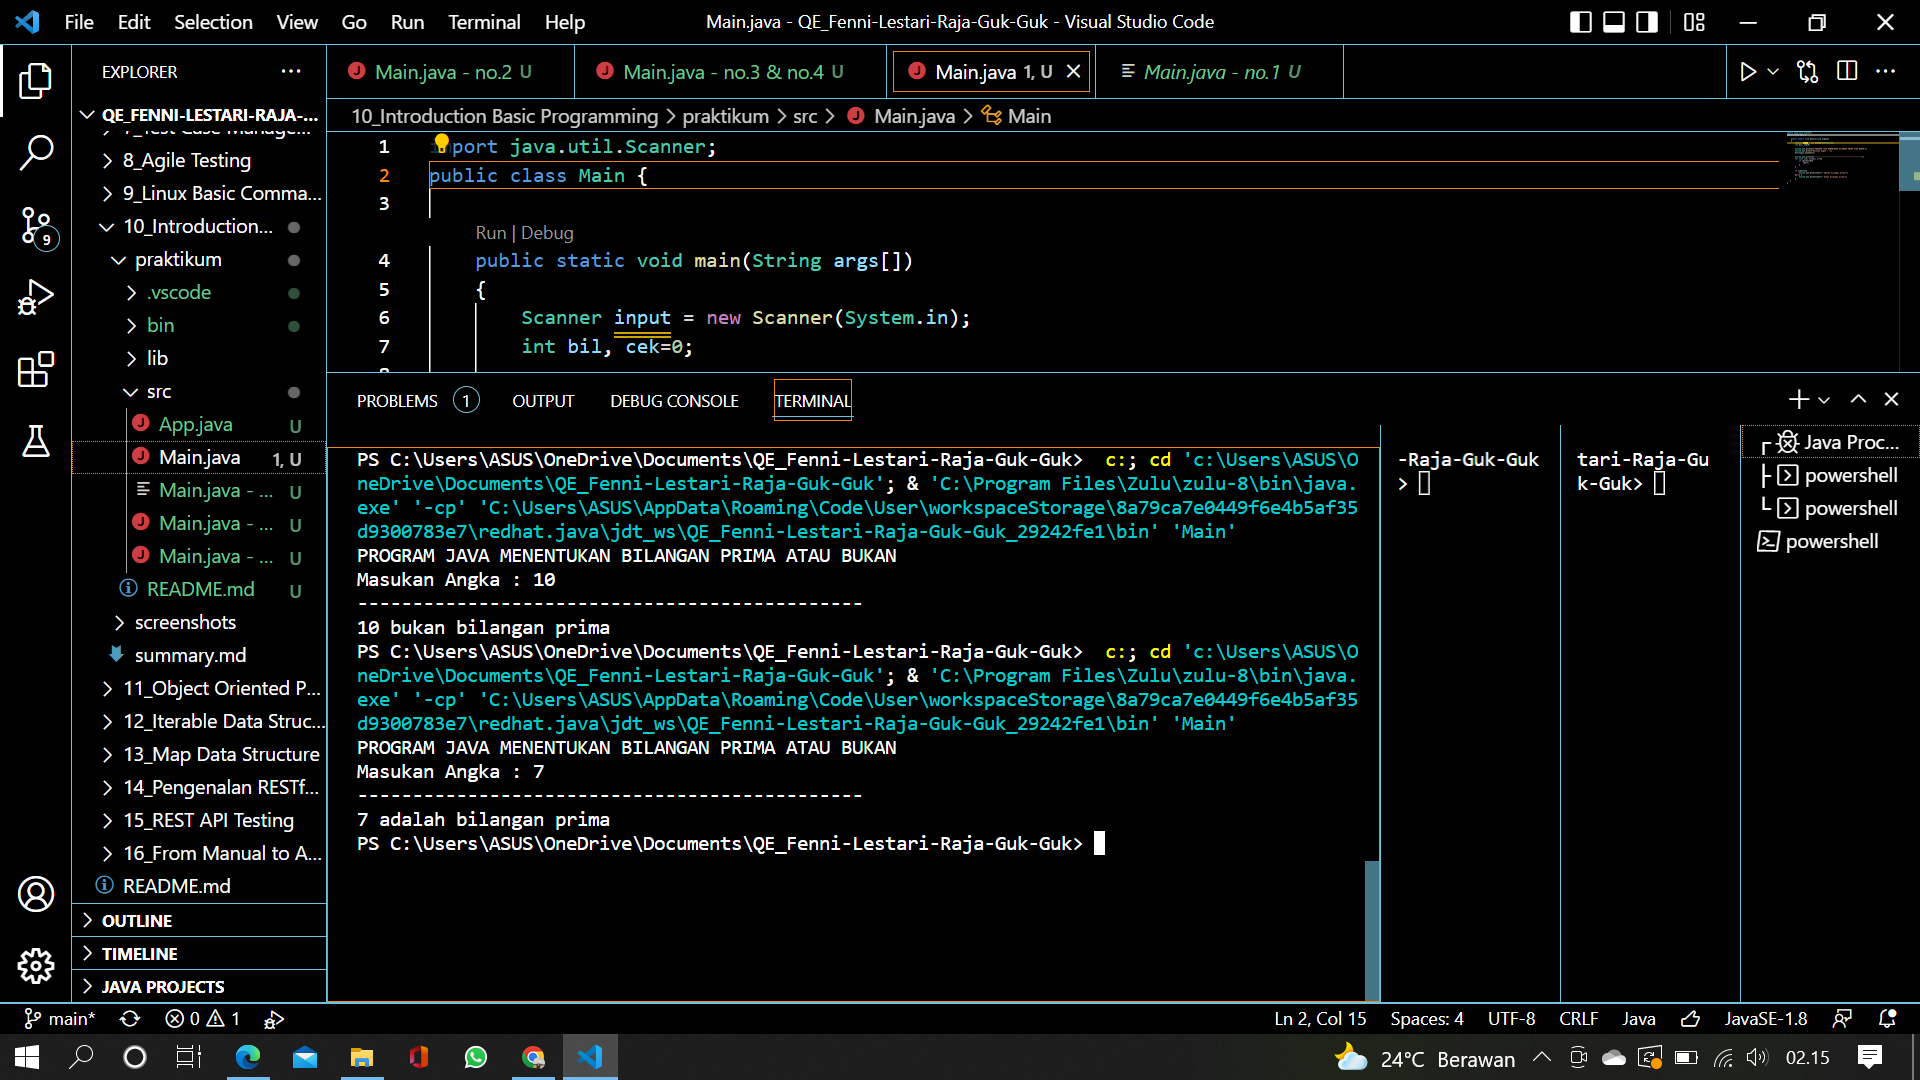 File Edit Selection View Go Run Terminal Help
Main.java - QE_Fenni-Lestari-Raja-Guk-Guk - Visual Studio Code
EXPLORER
QE_FENNI-LESTARI-RAJA-...
7_Test Case Manage...
8_Agile Testing
9_Linux Basic Comma...
10_Introduction...
praktikum
.vscode
bin
lib
src
App.java U
Main.java 1, U
Main.java - ... U
Main.java - ... U
Main.java - ... U
README.md U
screenshots
summary.md
11_Object Oriented P...
12_Iterable Data Struc...
13_Map Data Structure
14_Pengenalan RESTf...
15_REST API Testing
16_From Manual to A...
README.md
OUTLINE
TIMELINE
JAVA PROJECTS
9
Main.java - no.2 U
Main.java - no.3 & no.4 U
Main.java 1, U
Main.java - no.1 U
10_Introduction Basic Programming > praktikum > src > Main.java > Main
1 import java.util.Scanner;
2 public class Main {
3
Run | Debug
4 public static void main(String args[])
5 {
6 Scanner input = new Scanner(System.in);
7 int bil, cek=0;
PROBLEMS 1 OUTPUT DEBUG CONSOLE TERMINAL
PS C:\Users\ASUS\OneDrive\Documents\QE_Fenni-Lestari-Raja-Guk-Guk>  c:; cd 'c:\Users\ASUS\O
neDrive\Documents\QE_Fenni-Lestari-Raja-Guk-Guk'; & 'C:\Program Files\Zulu\zulu-8\bin\java.
exe' '-cp' 'C:\Users\ASUS\AppData\Roaming\Code\User\workspaceStorage\8a79ca7e0449f6e4b5af35
d9300783e7\redhat.java\jdt_ws\QE_Fenni-Lestari-Raja-Guk-Guk_29242fe1\bin' 'Main'
PROGRAM JAVA MENENTUKAN BILANGAN PRIMA ATAU BUKAN
Masukan Angka : 10
----------------------------------------------
10 bukan bilangan prima
PS C:\Users\ASUS\OneDrive\Documents\QE_Fenni-Lestari-Raja-Guk-Guk>  c:; cd 'c:\Users\ASUS\O
neDrive\Documents\QE_Fenni-Lestari-Raja-Guk-Guk'; & 'C:\Program Files\Zulu\zulu-8\bin\java.
exe' '-cp' 'C:\Users\ASUS\AppData\Roaming\Code\User\workspaceStorage\8a79ca7e0449f6e4b5af35
d9300783e7\redhat.java\jdt_ws\QE_Fenni-Lestari-Raja-Guk-Guk_29242fe1\bin' 'Main'
PROGRAM JAVA MENENTUKAN BILANGAN PRIMA ATAU BUKAN
Masukan Angka : 7
----------------------------------------------
7 adalah bilangan prima
PS C:\Users\ASUS\OneDrive\Documents\QE_Fenni-Lestari-Raja-Guk-Guk>
-Raja-Guk-Guk
>
tari-Raja-Gu
k-Guk>
Java Proc...
powershell
powershell
powershell
main* 0 1
Ln 2, Col 15 Spaces: 4 UTF-8 CRLF Java JavaSE-1.8
24°C Berawan 02.15